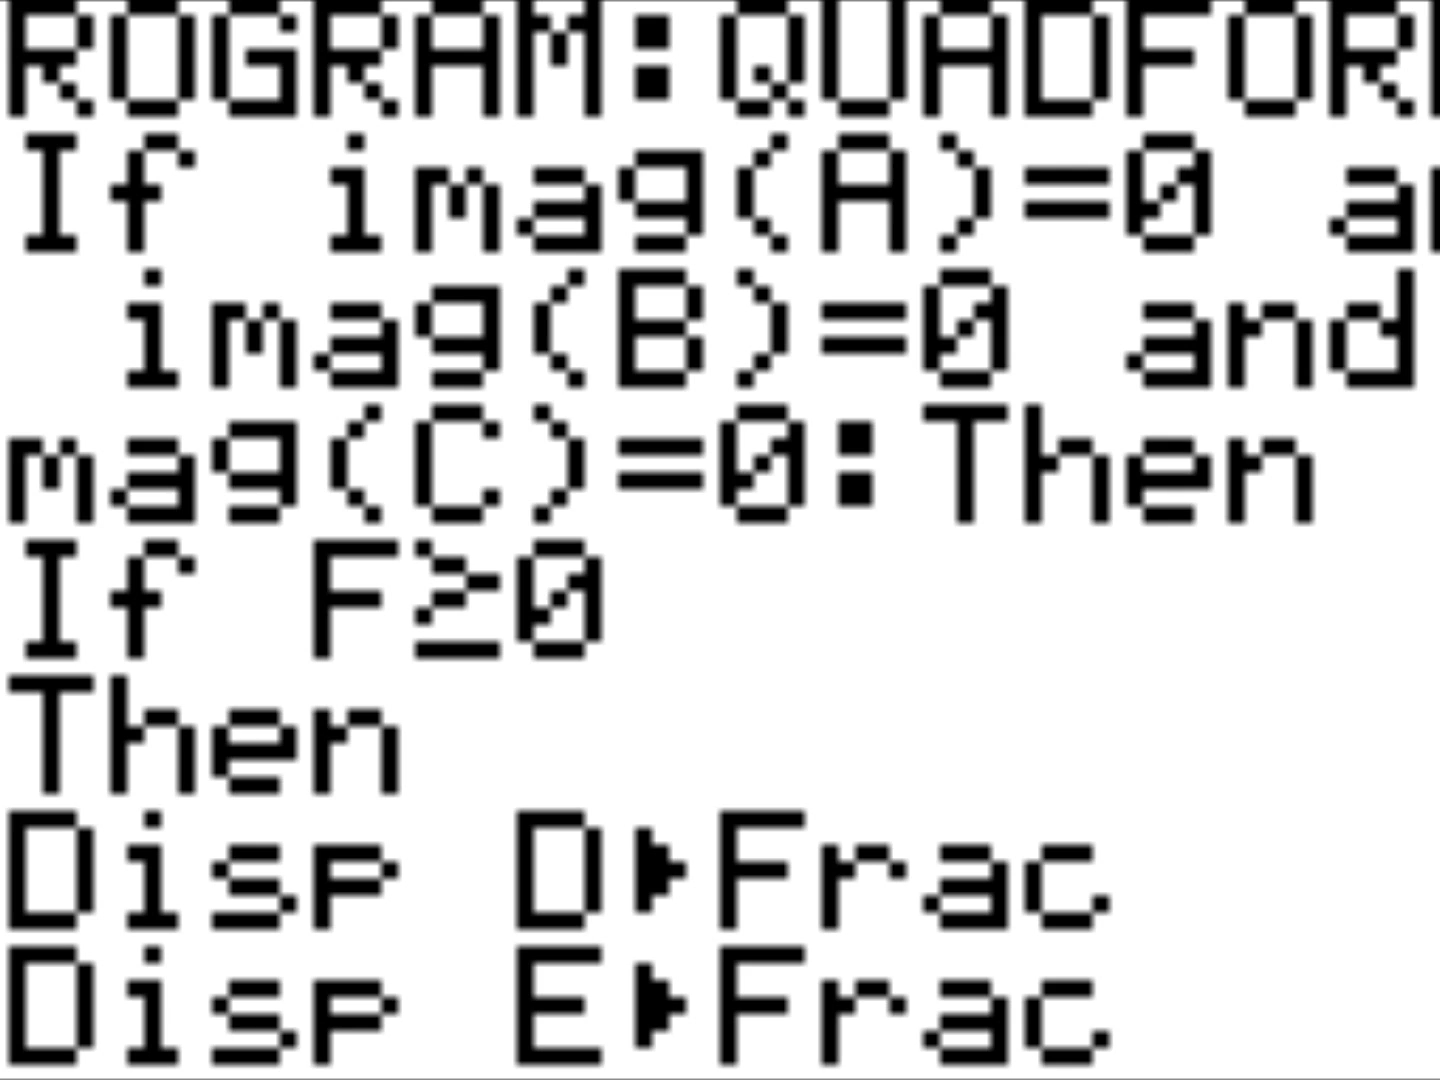 ROGRAM:QUADFOR
If imag(A)=0 a
imag(B)=0 and
mag(C)=0:Then
If F≥0
Then
Disp D▶Frac
Disp E▶Frac